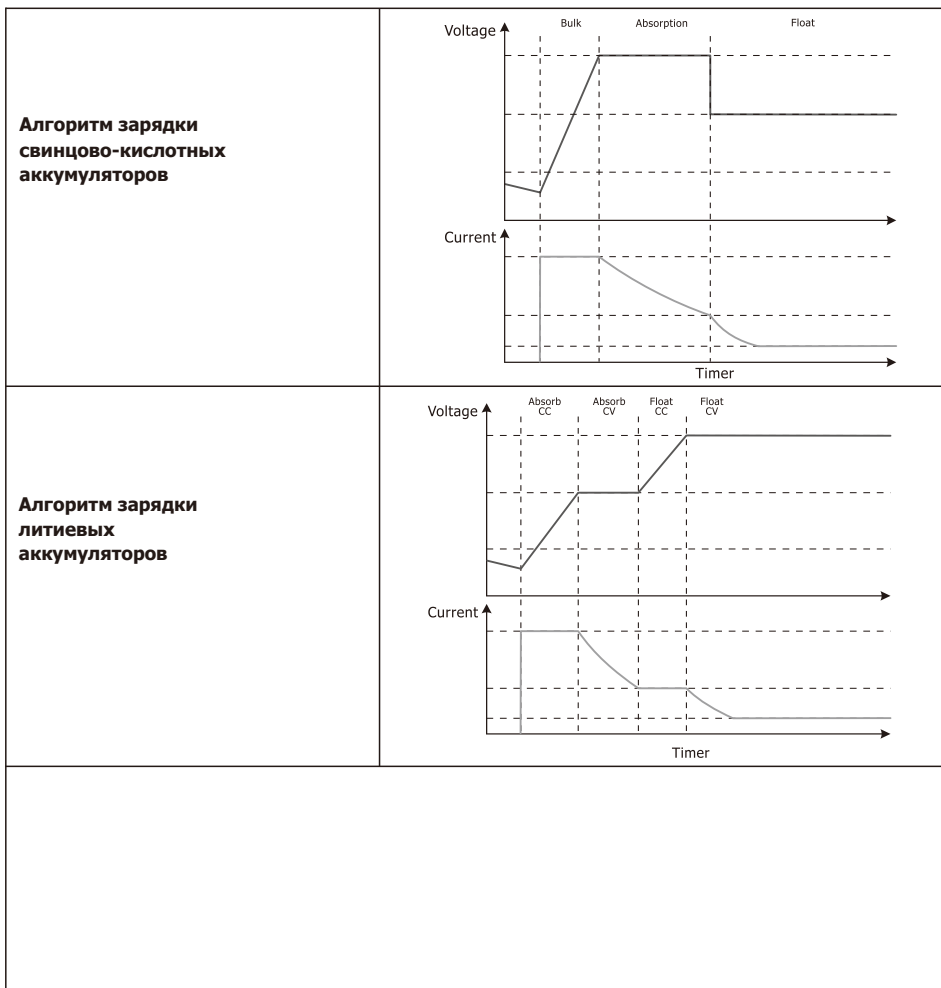 Алгоритм зарядки
свинцово-кислотных
аккумуляторов
Voltage
Bulk Absorption Float
Current
Timer
Алгоритм зарядки
литиевых
аккумуляторов
Voltage
Absorb Absorb Float Float
CC CV CC CV
Current
Timer